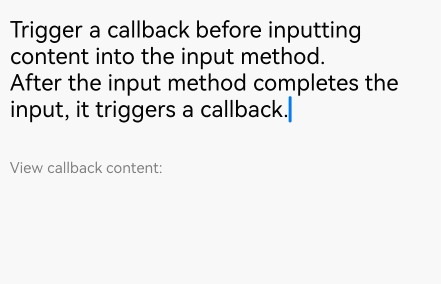 Trigger a callback before inputting
content into the input method.
After the input method completes the
input, it triggers a callback.
View callback content: